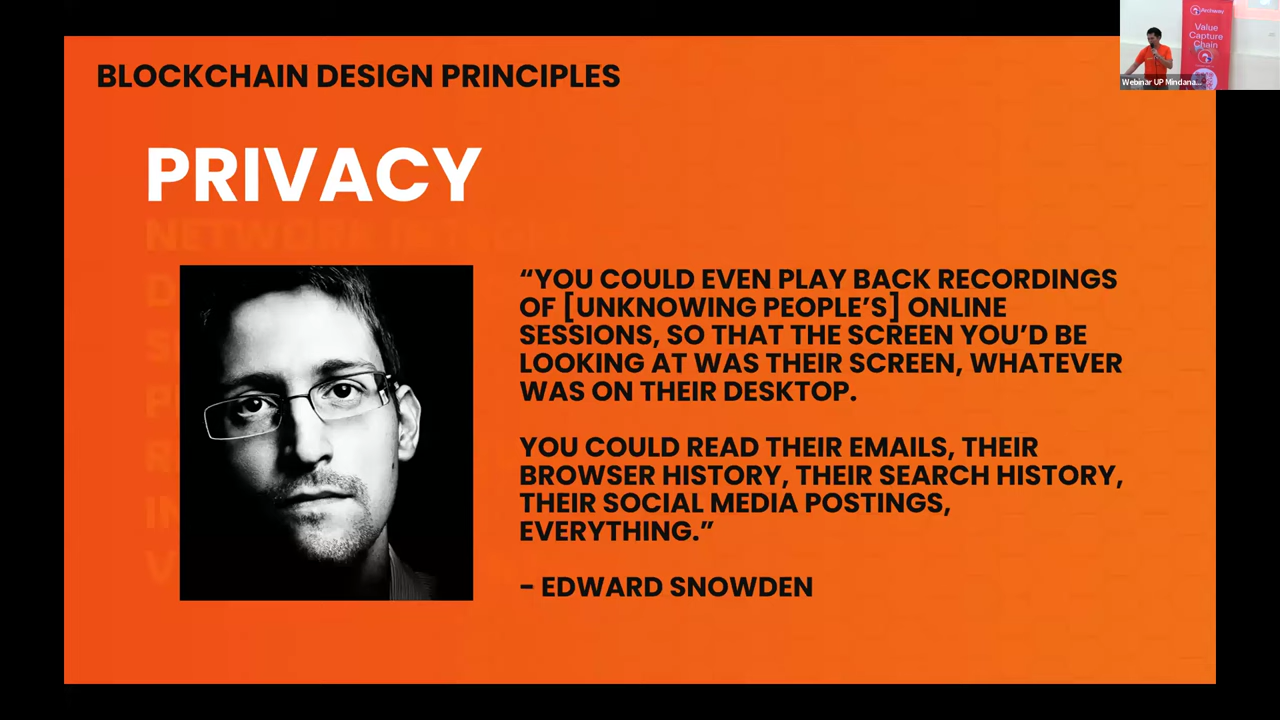 BLOCKCHAIN DESIGN PRINCIPLES
PRIVACY
“YOU COULD EVEN PLAY BACK RECORDINGS
OF [UNKNOWING PEOPLE’S] ONLINE
SESSIONS, SO THAT THE SCREEN YOU’D BE
LOOKING AT WAS THEIR SCREEN, WHATEVER
WAS ON THEIR DESKTOP.
YOU COULD READ THEIR EMAILS, THEIR
BROWSER HISTORY, THEIR SEARCH HISTORY,
THEIR SOCIAL MEDIA POSTINGS,
EVERYTHING.”
– EDWARD SNOWDEN
Value
Capture
Chain
Webinar UP Mindana...